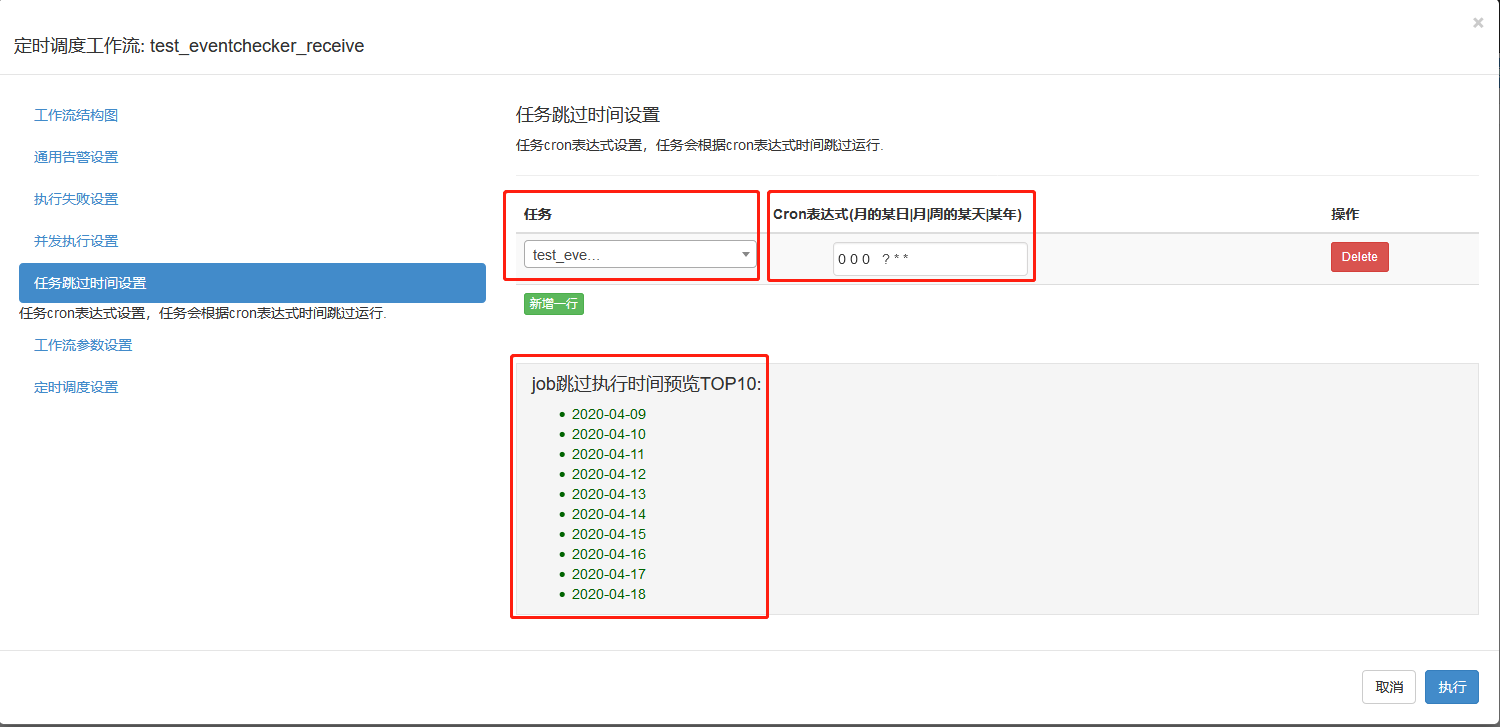 ×
定时调度工作流: test_eventchecker_receive
工作流结构图
通用告警设置
执行失败设置
并发执行设置
任务跳过时间设置
任务cron表达式设置，任务会根据cron表达式时间跳过运行.
工作流参数设置
定时调度设置
任务跳过时间设置
任务cron表达式设置，任务会根据cron表达式时间跳过运行.
任务 Cron表达式(月的某日|月|周的某天|某年) 操作
test_eve… 0 0 0 ? * * Delete
新增一行
job跳过执行时间预览TOP10:
2020-04-09
2020-04-10
2020-04-11
2020-04-12
2020-04-13
2020-04-14
2020-04-15
2020-04-16
2020-04-17
2020-04-18
取消 执行